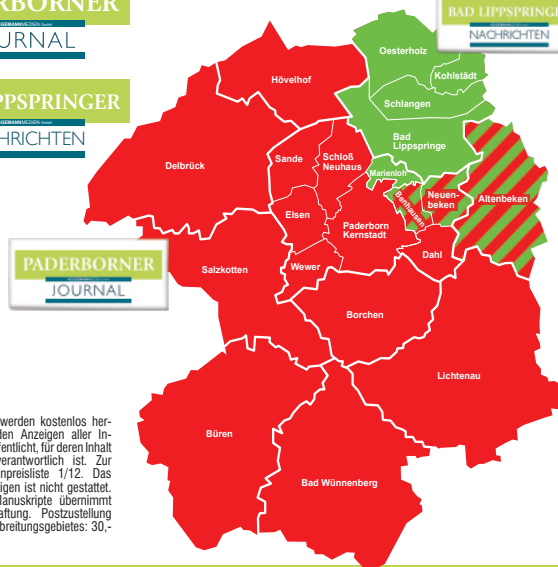 RBORNER
URNAL
PPSPRINGER
HRICHTEN
BAD LIPPSPRINGE
NACHRICHTEN
PADERBORNER
JOURNAL
Oesterholz
Kohlstädt
Schlangen
Hövelhof
Bad
Lippspringe
Delbrück
Sande
Schloß
Neuhaus
Marienloh
Benhausen
Neuen-
beken
Altenbeken
Elsen
Paderborn
Kernstadt
Dahl
Salzkotten
Wewer
Borchen
Lichtenau
Büren
Bad Wünnenberg
werden kostenlos her-
den Anzeigen aller In-
fentlicht, für deren Inhalt
verantwortlich ist. Zur
enpreisliste 1/12. Das
igen ist nicht gestattet.
Manuskripte übernimmt
aftung. Postzustellung
breitungsgebietes: 30,-